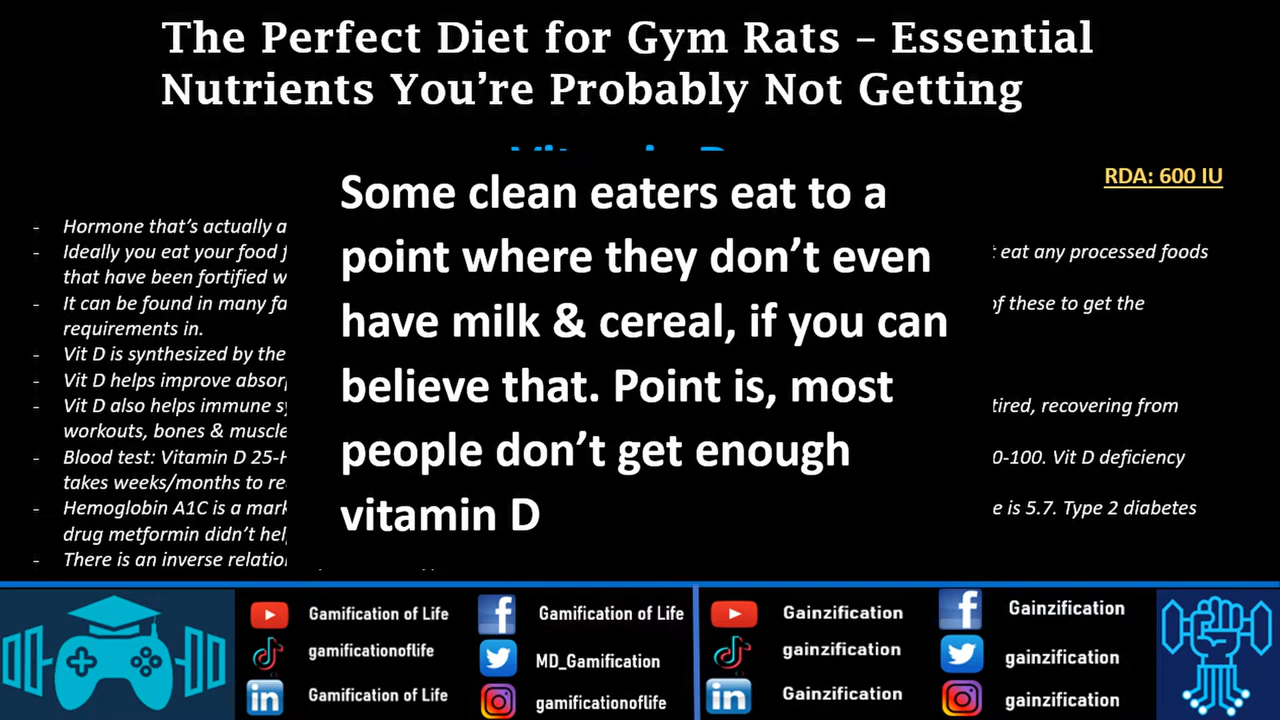 The Perfect Diet for Gym Rats – Essential
Nutrients You're Probably Not Getting
RDA: 600 IU
Some clean eaters eat to a
point where they don't even
have milk & cereal, if you can
believe that. Point is, most
people don't get enough
vitamin D
- Hormone that's actually a
- Ideally you eat your food
eat any processed foods
that have been fortified
- It can be found in many
of these to get the
requirements in.
- Vit D is synthesized by the
- Vit D helps improve
- Vit D also helps immune
tired, recovering from
workouts, bones & muscle
- Blood test: Vitamin D
0-100. Vit D deficiency
takes weeks/months to
- Hemoglobin A1C is a
is 5.7. Type 2 diabetes
drug metformin didn't
- There is an inverse
Gamification of Life
Gamification of Life
Gainzification
Gainzification
gamificationoflife
MD_Gamification
gainzification
gainzification
Gamification of Life
gamificationoflife
Gainzification
gainzification